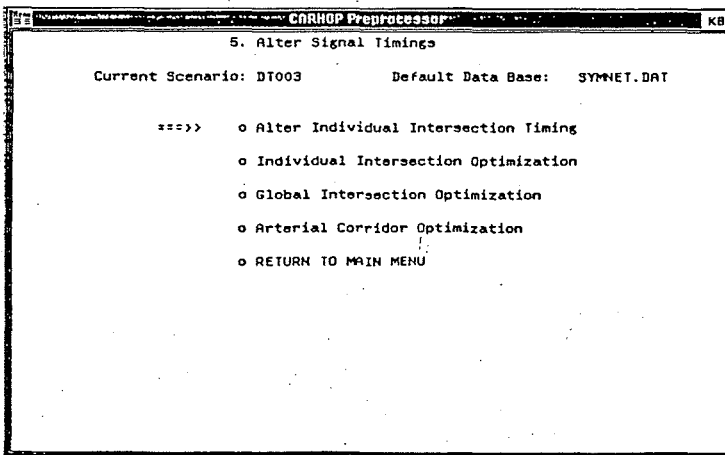 CARHOP Preprocessor
KB
5. Alter Signal Timings
Current Scenario: DT003 Default Data Base: SYMNET.DAT
===>> o Alter Individual Intersection Timing
o Individual Intersection Optimization
o Global Intersection Optimization
o Arterial Corridor Optimization
o RETURN TO MAIN MENU